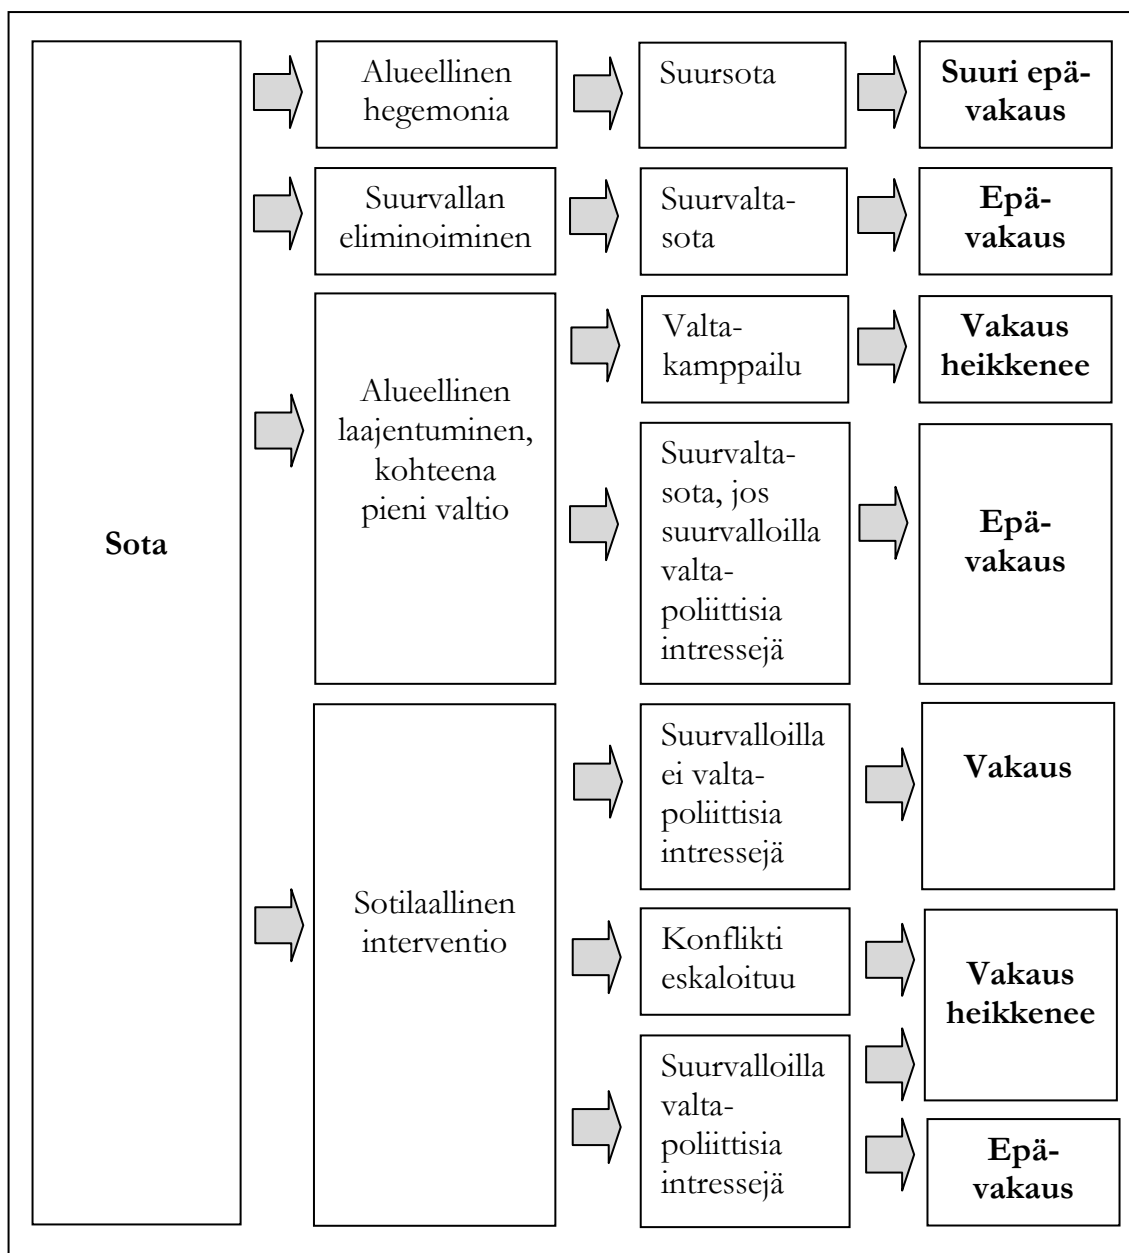 Sota
Alueellinen
hegemonia
Suursota
Suuri epä-
vakaus
Suurvallan
eliminoiminen
Suurvalta-
sota
Epä-
vakaus
Alueellinen
laajentuminen,
kohteena
pieni valtio
Valta-
kamppailu
Vakaus
heikkenee
Suurvalta-
sota, jos
suurvalloilla
valta-
poliittisia
intressejä
Epä-
vakaus
Sotilaallinen
interventio
Suurvalloilla
ei valta-
poliittisia
intressejä
Vakaus
Konflikti
eskaloituu
Vakaus
heikkenee
Suurvalloilla
valta-
poliittisia
intressejä
Epä-
vakaus